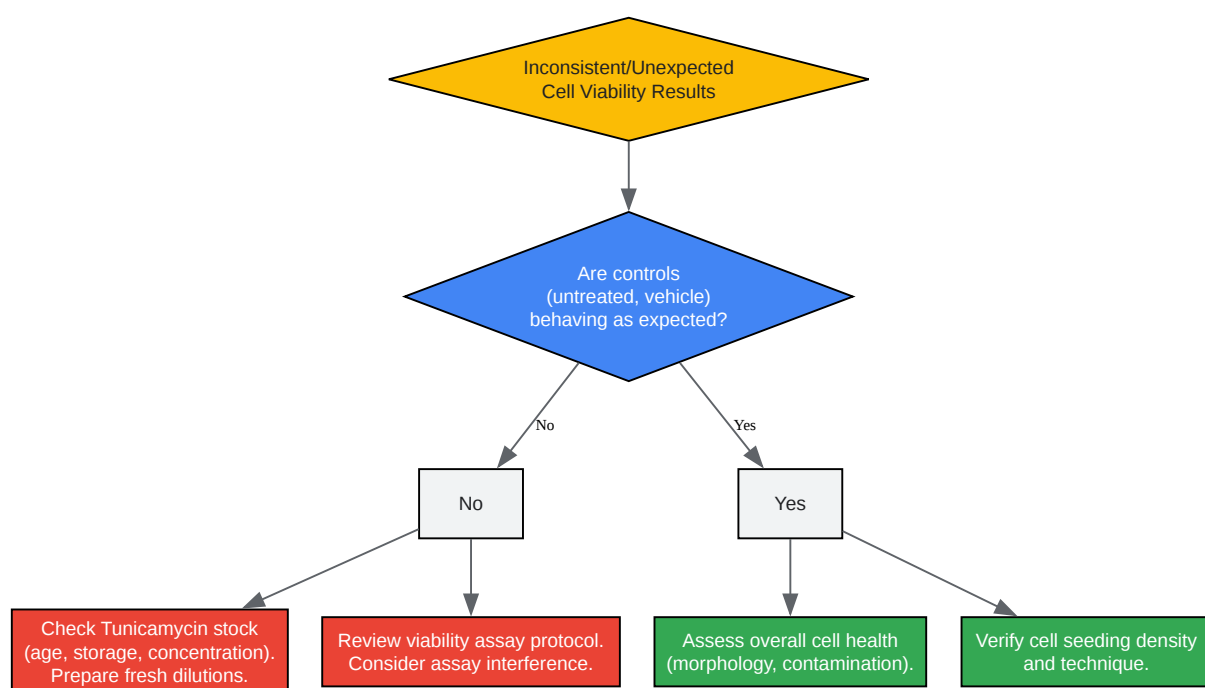 Inconsistent/Unexpected
Cell Viability Results
Are controls
(untreated, vehicle)
behaving as expected?
No
Yes
No
Yes
Check Tunicamycin stock
(age, storage, concentration).
Prepare fresh dilutions.
Review viability assay protocol.
Consider assay interference.
Assess overall cell health
(morphology, contamination).
Verify cell seeding density
and technique.